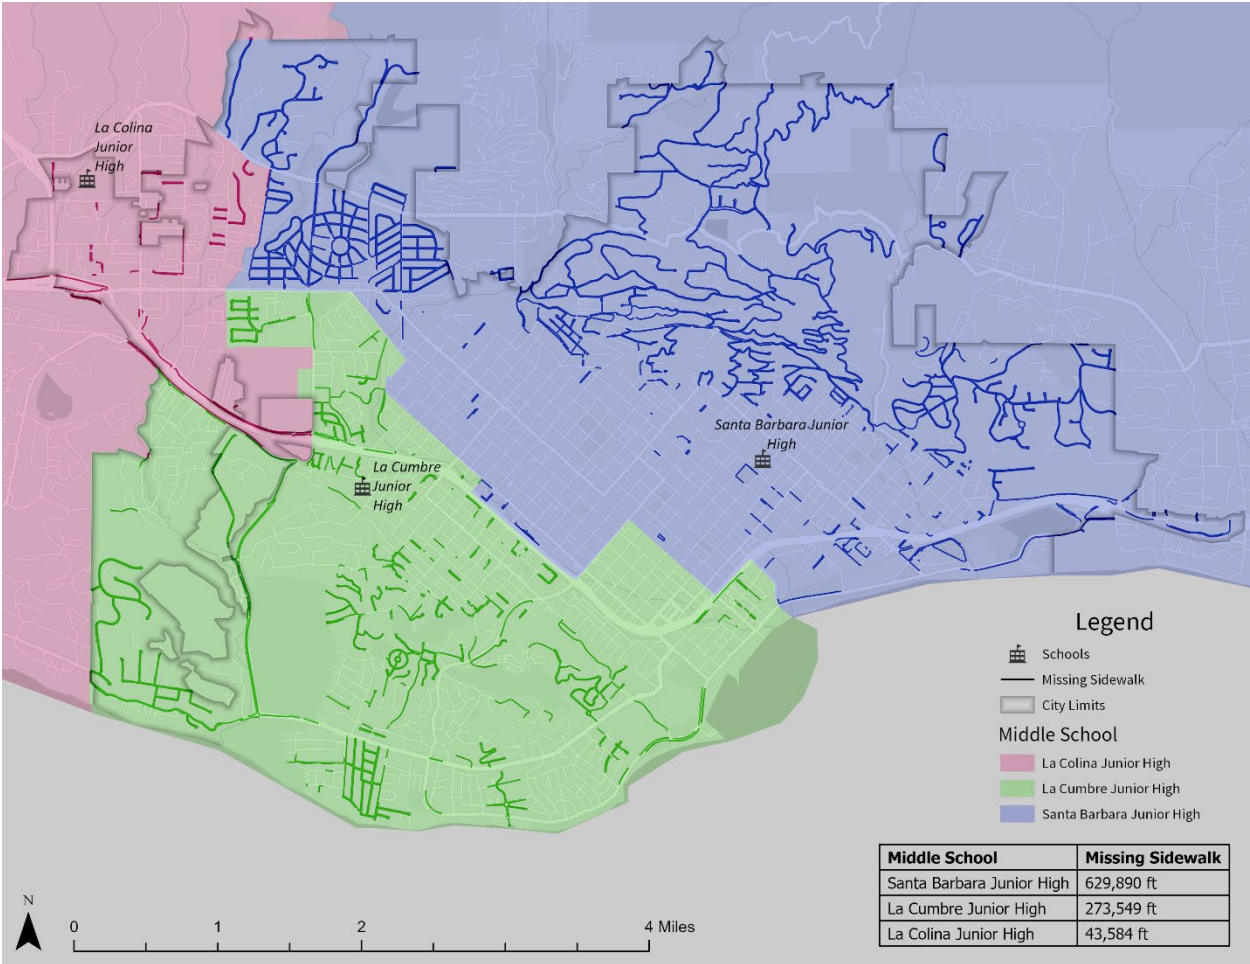 La Colina
Junior
High
Santa Barbara Junior
High
La Cumbre
Junior
High
Legend
Schools
Missing Sidewalk
City Limits
Middle School
La Colina Junior High
La Cumbre Junior High
Santa Barbara Junior High
Middle School Missing Sidewalk
Santa Barbara Junior High 629,890 ft
La Cumbre Junior High 273,549 ft
La Colina Junior High 43,584 ft
N
0 1 2 4 Miles